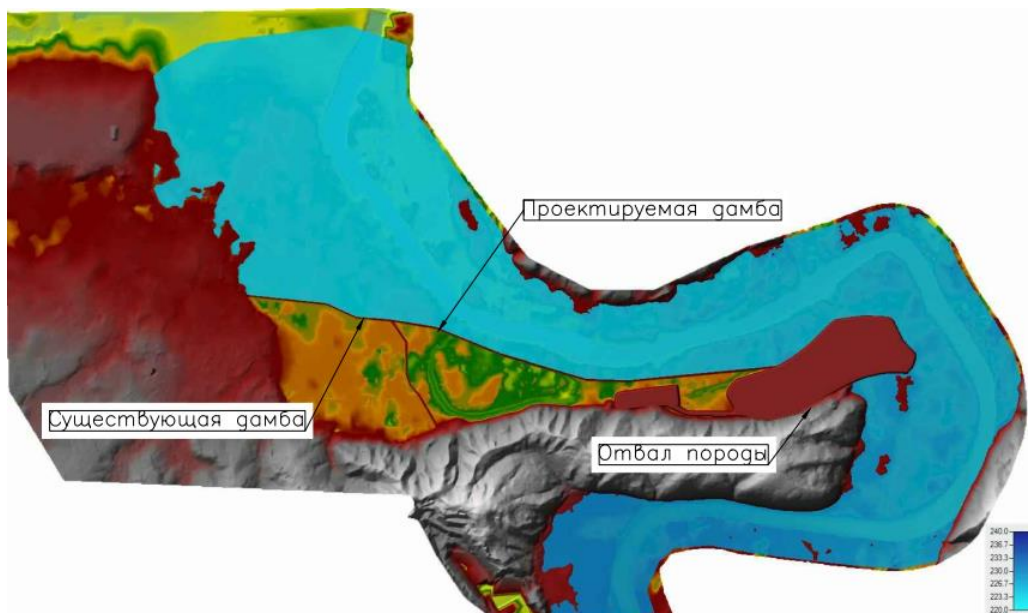 Проектируемая дамба
Существующая дамба
Отвал породы
240.0
236.7
233.3
230.0
226.7
223.3
220.0